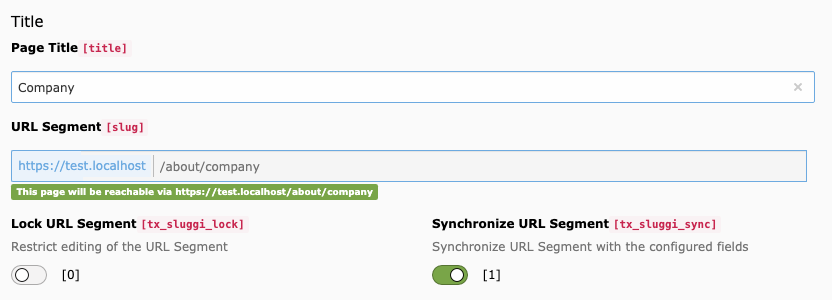 Title
Page Title [title]
Company
URL Segment [slug]
https://test.localhost /about/company
This page will be reachable via https://test.localhost/about/company
Lock URL Segment [tx_sluggi_lock] Synchronize URL Segment [tx_sluggi_sync]
Restrict editing of the URL Segment Synchronize URL Segment with the configured fields
[0] [1]